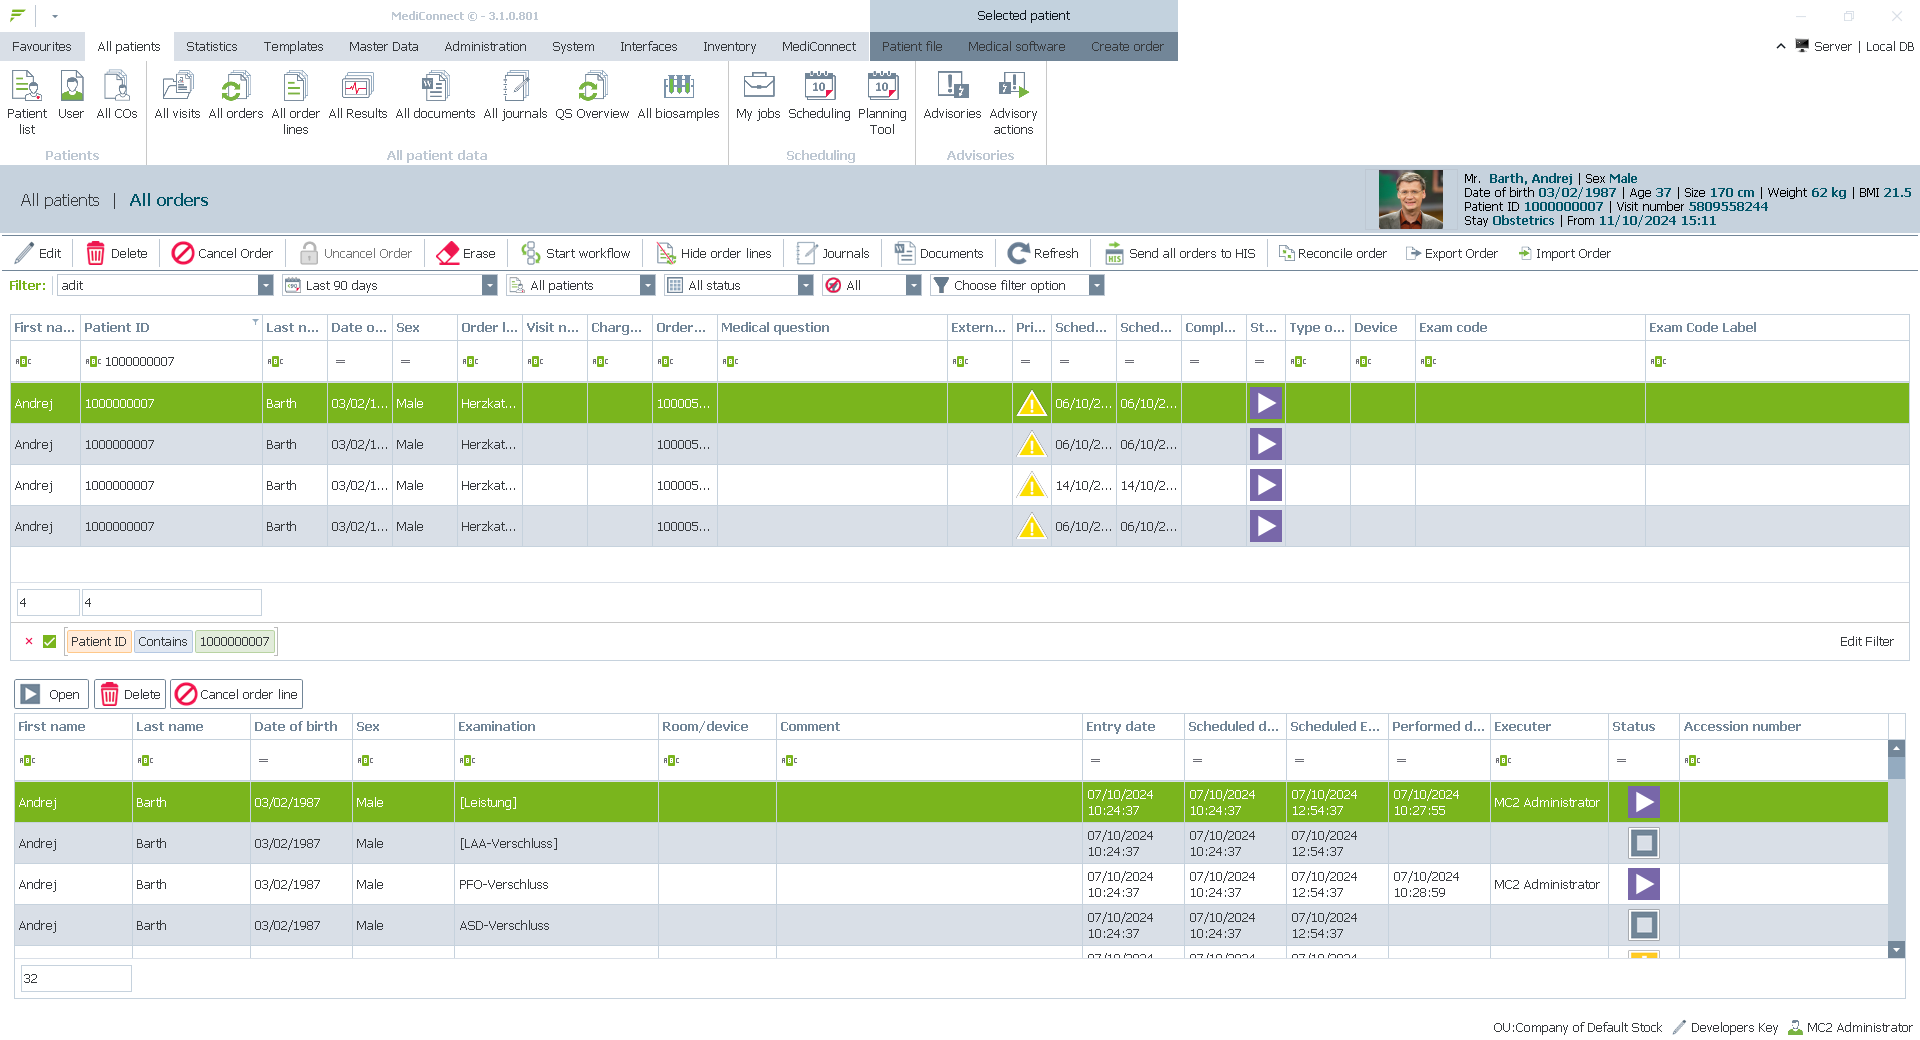 MediConnect © - 3.1.0.801
Selected patient
Favourites All patients Statistics Templates Master Data Administration System Interfaces Inventory MediConnect Patient file Medical software Create order Server | Local DB
Patient list User All COs All visits All orders All order lines All Results All documents All journals QS Overview All biosamples My jobs Scheduling Planning Tool Advisories Advisory actions
Patients All patient data Scheduling Advisories
All patients | All orders
Mr. Barth, Andrej | Sex Male
Date of birth 03/02/1987 | Age 37 | Size 170 cm | Weight 62 kg | BMI 21.5
Patient ID 1000000007 | Visit number 5809558244
Stay Obstetrics | From 11/10/2024 15:11
Edit Delete Cancel Order Uncancel Order Erase Start workflow Hide order lines Journals Documents Refresh Send all orders to HIS Reconcile order Export Order Import Order
Filter: adit Last 90 days All patients All status All Choose filter option
First na... Patient ID Last n... Date o... Sex Order l... Visit n... Charg... Order... Medical question Extern... Pri... Sched... Sched... Compl... St... Type o... Device Exam code Exam Code Label
1000000007
Andrej 1000000007 Barth 03/02/1... Male Herzkat... 100005... 06/10/2... 06/10/2...
Andrej 1000000007 Barth 03/02/1... Male Herzkat... 100005... 06/10/2... 06/10/2...
Andrej 1000000007 Barth 03/02/1... Male Herzkat... 100005... 14/10/2... 14/10/2...
Andrej 1000000007 Barth 03/02/1... Male Herzkat... 100005... 06/10/2... 06/10/2...
4 4
Patient ID Contains 1000000007 Edit Filter
Open Delete Cancel order line
First name Last name Date of birth Sex Examination Room/device Comment Entry date Scheduled d... Scheduled E... Performed d... Executer Status Accession number
Andrej Barth 03/02/1987 Male [Leistung] 07/10/2024 10:24:37 07/10/2024 10:24:37 07/10/2024 12:54:37 07/10/2024 10:27:55 MC2 Administrator
Andrej Barth 03/02/1987 Male [LAA-Verschluss] 07/10/2024 10:24:37 07/10/2024 10:24:37 07/10/2024 12:54:37
Andrej Barth 03/02/1987 Male PFO-Verschluss 07/10/2024 10:24:37 07/10/2024 10:24:37 07/10/2024 12:54:37 07/10/2024 10:28:59 MC2 Administrator
Andrej Barth 03/02/1987 Male ASD-Verschluss 07/10/2024 10:24:37 07/10/2024 10:24:37 07/10/2024 12:54:37
32
OU:Company of Default Stock Developers Key MC2 Administrator